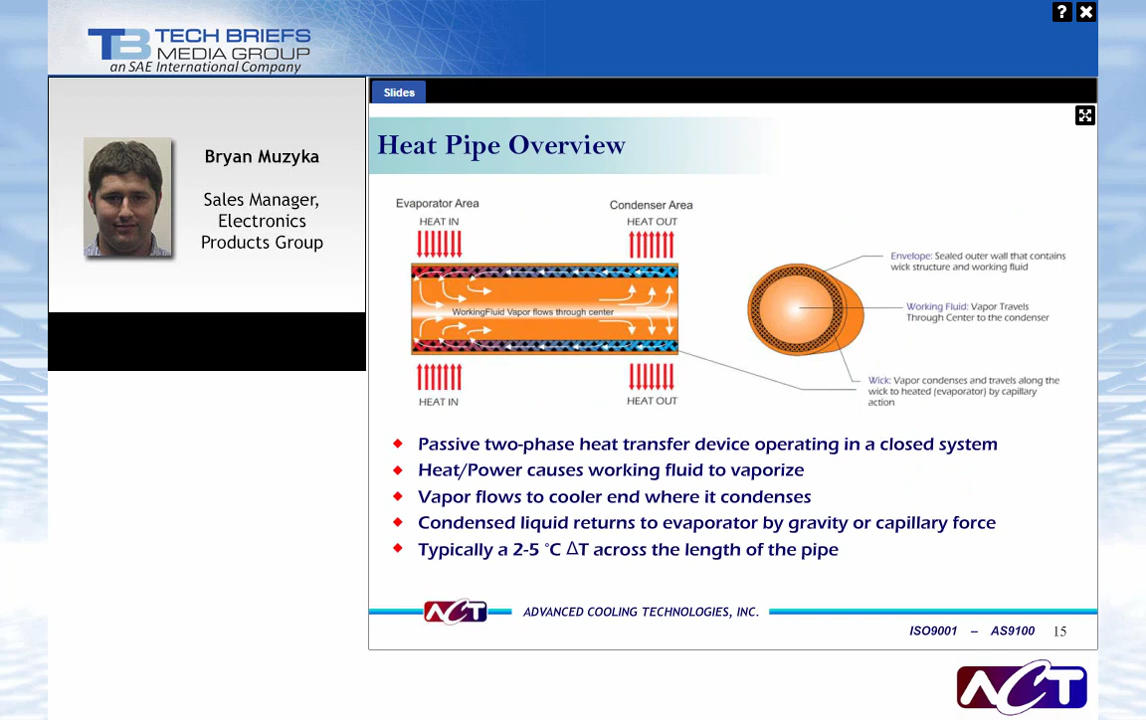 ? ×
TB TECH BRIEFS
MEDIA GROUP
an SAE International Company
Bryan Muzyka
Sales Manager,
Electronics
Products Group
Slides
Heat Pipe Overview
Evaporator Area
HEAT IN
Condenser Area
HEAT OUT
WorkingFluid Vapor flows through center
HEAT IN
HEAT OUT
Envelope: Sealed outer wall that contains
wick structure and working fluid
Working Fluid: Vapor Travels
Through Center to the condenser
Wick: Vapor condenses and travels along the
wick to heated (evaporator) by capillary
action
Passive two-phase heat transfer device operating in a closed system
Heat/Power causes working fluid to vaporize
Vapor flows to cooler end where it condenses
Condensed liquid returns to evaporator by gravity or capillary force
Typically a 2-5 °C ΔT across the length of the pipe
ACT ADVANCED COOLING TECHNOLOGIES, INC.
ISO9001 – AS9100 15
ACT